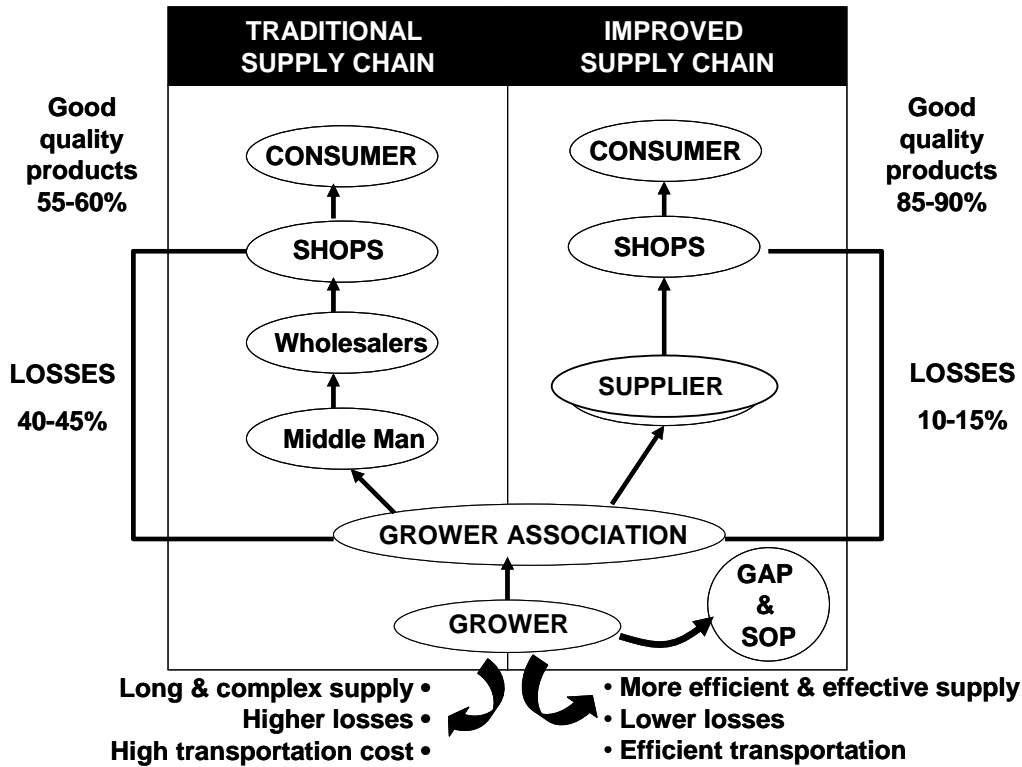 TRADITIONAL
SUPPLY CHAIN
IMPROVED
SUPPLY CHAIN
Good
quality
products
55-60%
LOSSES
40-45%
CONSUMER
SHOPS
Wholesalers
Middle Man
CONSUMER
SHOPS
SUPPLIER
Good
quality
products
85-90%
LOSSES
10-15%
GROWER ASSOCIATION
GROWER
GAP
&
SOP
Long & complex supply •
Higher losses •
High transportation cost •
• More efficient & effective supply
• Lower losses
• Efficient transportation